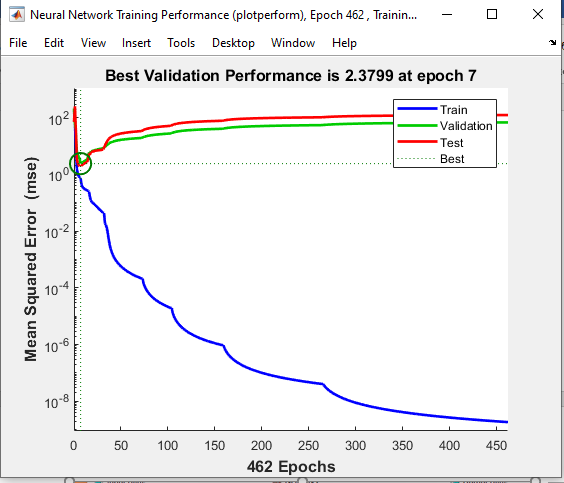 Neural Network Training Performance (plotperform), Epoch 462 , Trainin...
File Edit View Insert Tools Desktop Window Help
Best Validation Performance is 2.3799 at epoch 7
Mean Squared Error (mse)
10^2
10^0
10^-2
10^-4
10^-6
10^-8
Train
Validation
Test
Best
0 50 100 150 200 250 300 350 400 450
462 Epochs